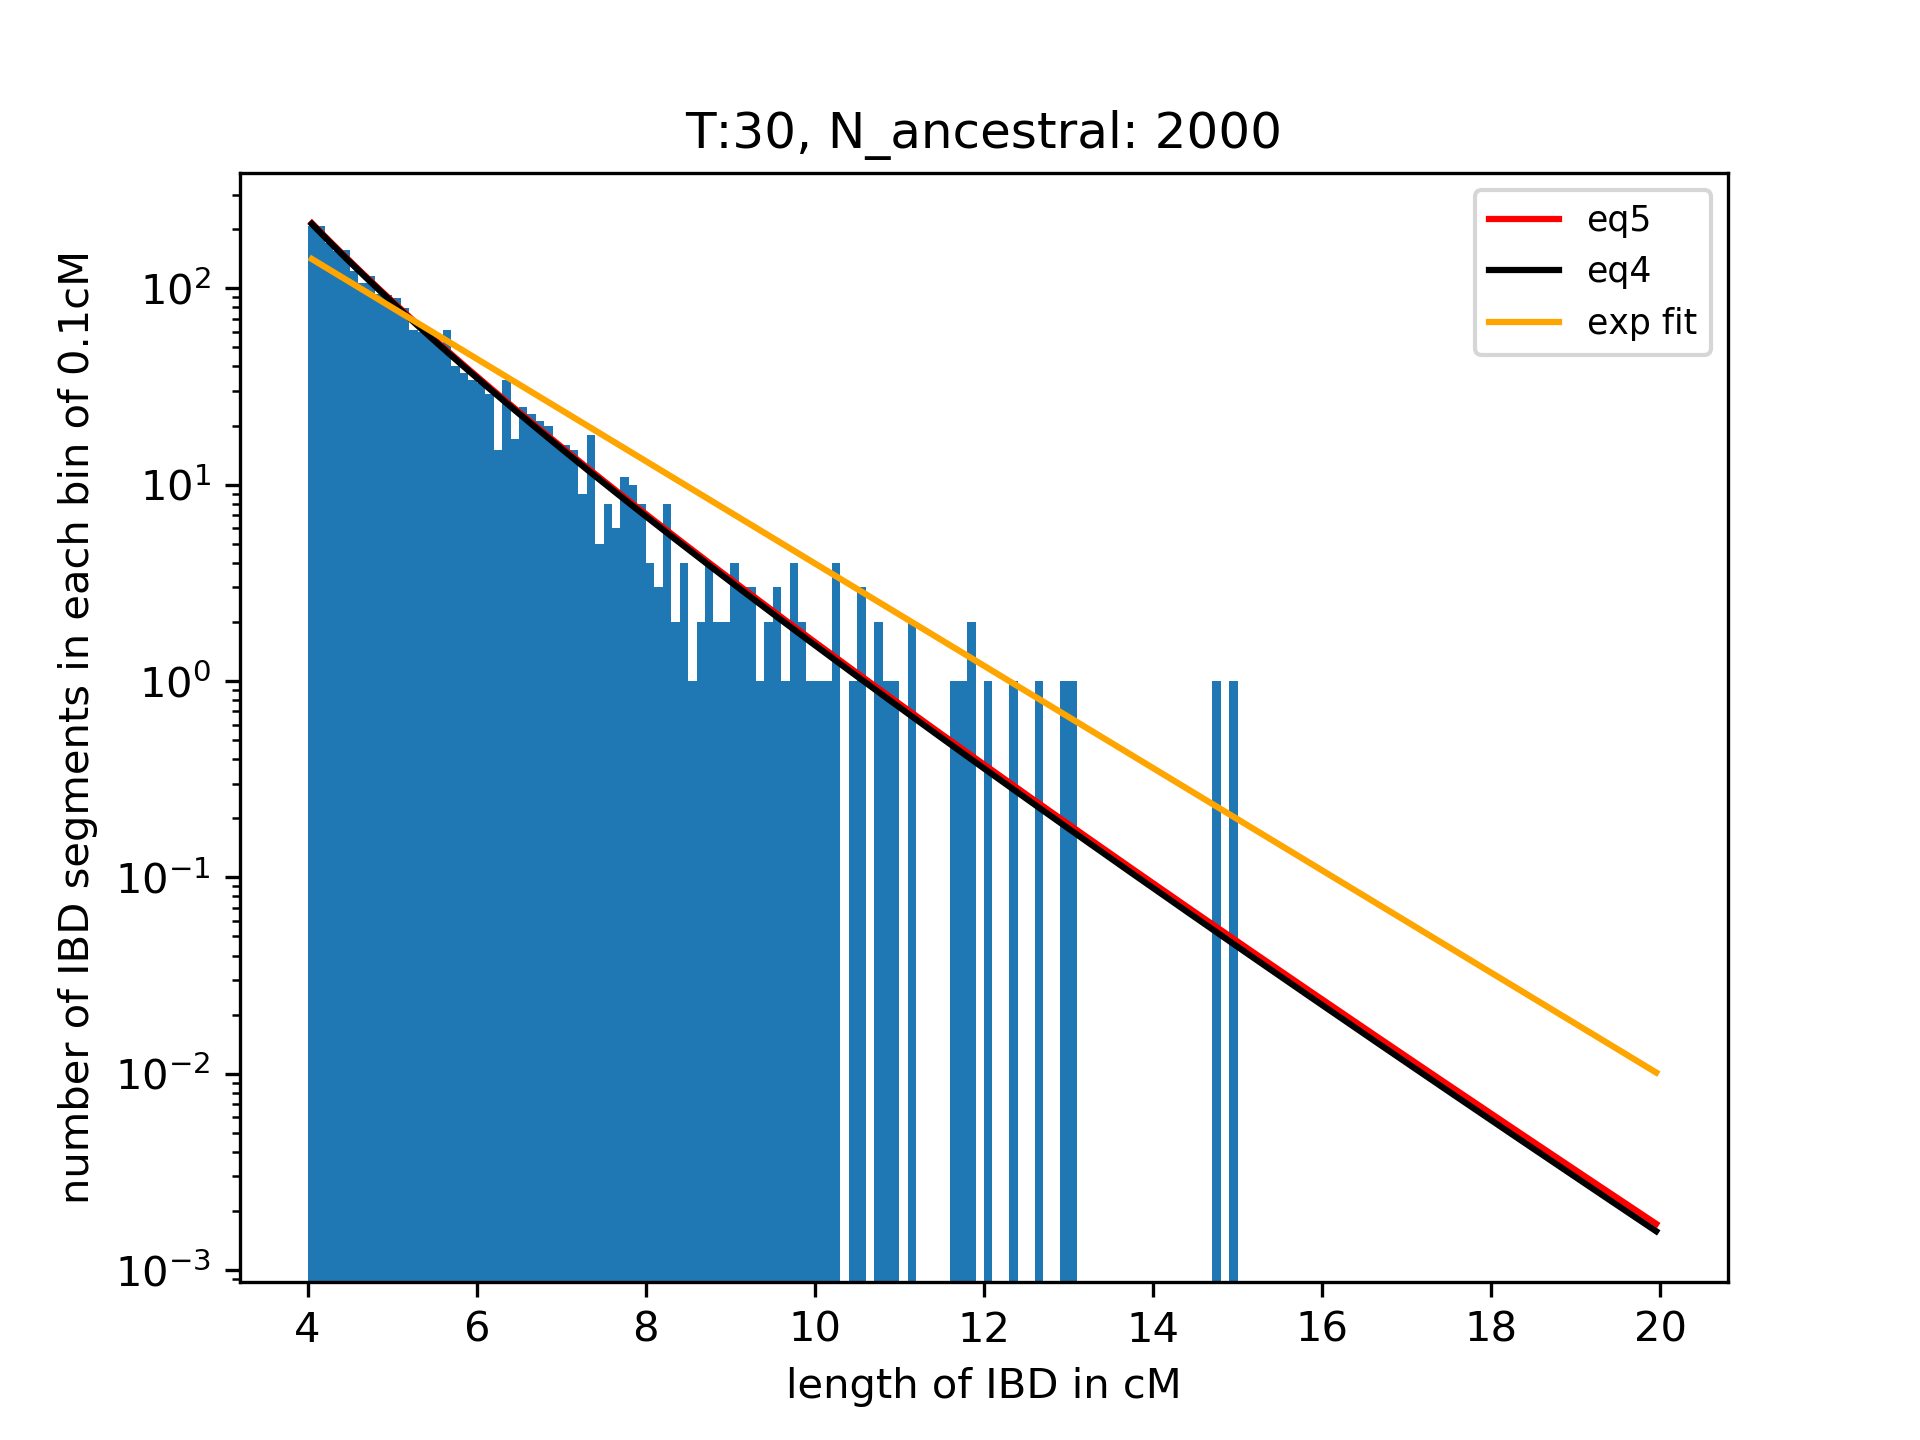 T:30, N_ancestral: 2000
eq5
eq4
exp fit
number of IBD segments in each bin of 0.1cM
10²
10¹
10⁰
10⁻¹
10⁻²
10⁻³
4 6 8 10 12 14 16 18 20
length of IBD in cM